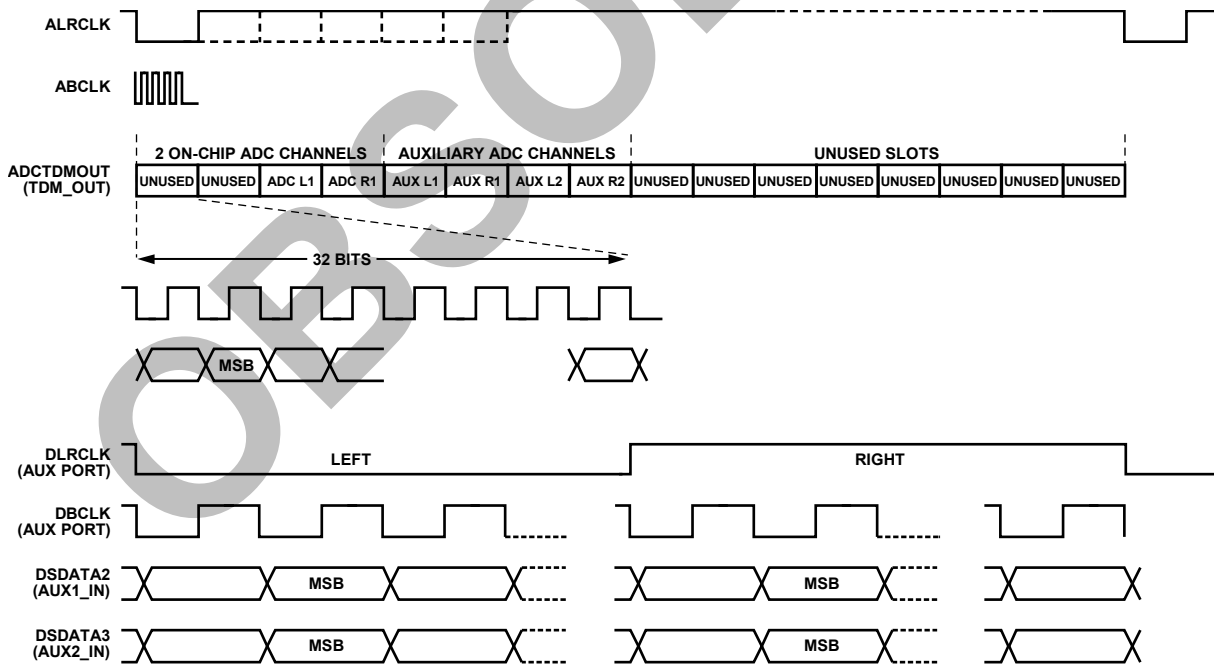 ALRCLK
ABCLK
2 ON-CHIP ADC CHANNELS AUXILIARY ADC CHANNELS UNUSED SLOTS
ADCTDMOUT
(TDM_OUT)
UNUSED UNUSED ADC L1 ADC R1 AUX L1 AUX R1 AUX L2 AUX R2 UNUSED UNUSED UNUSED UNUSED UNUSED UNUSED UNUSED UNUSED
32 BITS
MSB
DLRCLK
(AUX PORT)
LEFT RIGHT
DBCLK
(AUX PORT)
DSDATA2
(AUX1_IN)
MSB MSB
DSDATA3
(AUX2_IN)
MSB MSB
OBSO